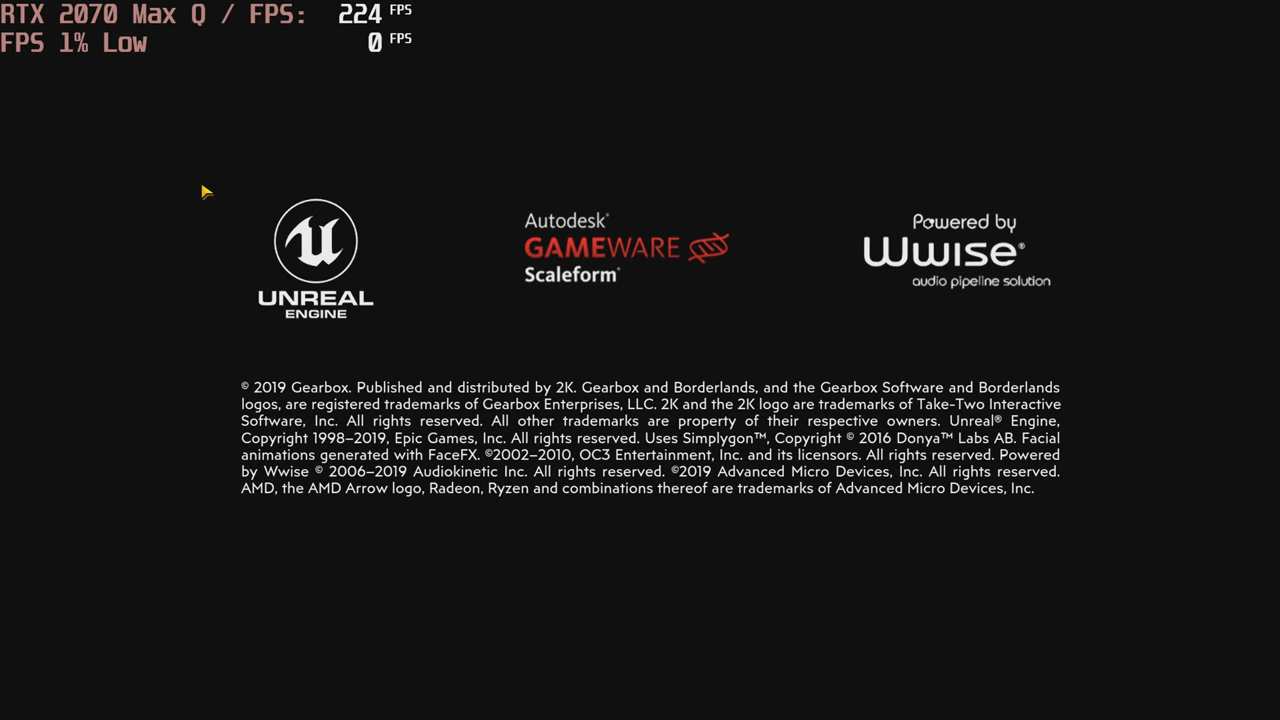 RTX 2070 Max Q / FPS: 224 FPS
FPS 1% Low 0 FPS
UNREAL
ENGINE
Autodesk®
GAMEWARE
Scaleform®
Powered by
Wwise®
audio pipeline solution
© 2019 Gearbox. Published and distributed by 2K. Gearbox and Borderlands, and the Gearbox Software and Borderlands
logos, are registered trademarks of Gearbox Enterprises, LLC. 2K and the 2K logo are trademarks of Take-Two Interactive
Software, Inc. All rights reserved. All other trademarks are property of their respective owners. Unreal® Engine,
Copyright 1998–2019, Epic Games, Inc. All rights reserved. Uses Simplygon™, Copyright © 2016 Donya™ Labs AB. Facial
animations generated with FaceFX. ©2002–2010, OC3 Entertainment, Inc. and its licensors. All rights reserved. Powered
by Wwise © 2006–2019 Audiokinetic Inc. All rights reserved. ©2019 Advanced Micro Devices, Inc. All rights reserved.
AMD, the AMD Arrow logo, Radeon, Ryzen and combinations thereof are trademarks of Advanced Micro Devices, Inc.